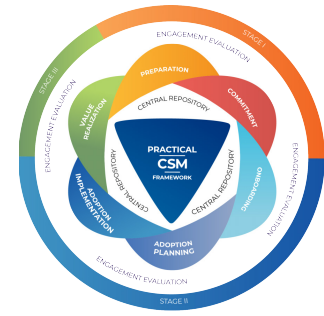 STAGE I
ENGAGEMENT EVALUATION
PREPARATION
COMMITMENT
CENTRAL REPOSITORY
VALUE
REALIZATION
STAGE III
ENGAGEMENT EVALUATION
PRACTICAL
CSM
FRAMEWORK
ONBOARDING
ENGAGEMENT EVALUATION
CENTRAL REPOSITORY
CENTRAL REPOSITORY
ADOPTION
IMPLEMENTATION
ADOPTION
PLANNING
ENGAGEMENT EVALUATION
STAGE II